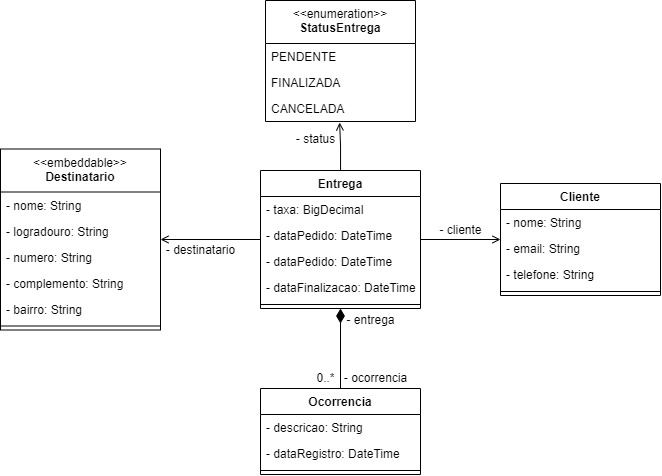 <<enumeration>>
StatusEntrega
PENDENTE
FINALIZADA
CANCELADA
- status
<<embeddable>>
Destinatario
- nome: String
- logradouro: String
- numero: String
- complemento: String
- bairro: String
- destinatario
Entrega
- taxa: BigDecimal
- dataPedido: DateTime
- dataPedido: DateTime
- dataFinalizacao: DateTime
- cliente
Cliente
- nome: String
- email: String
- telefone: String
- entrega
0..*
- ocorrencia
Ocorrencia
- descricao: String
- dataRegistro: DateTime